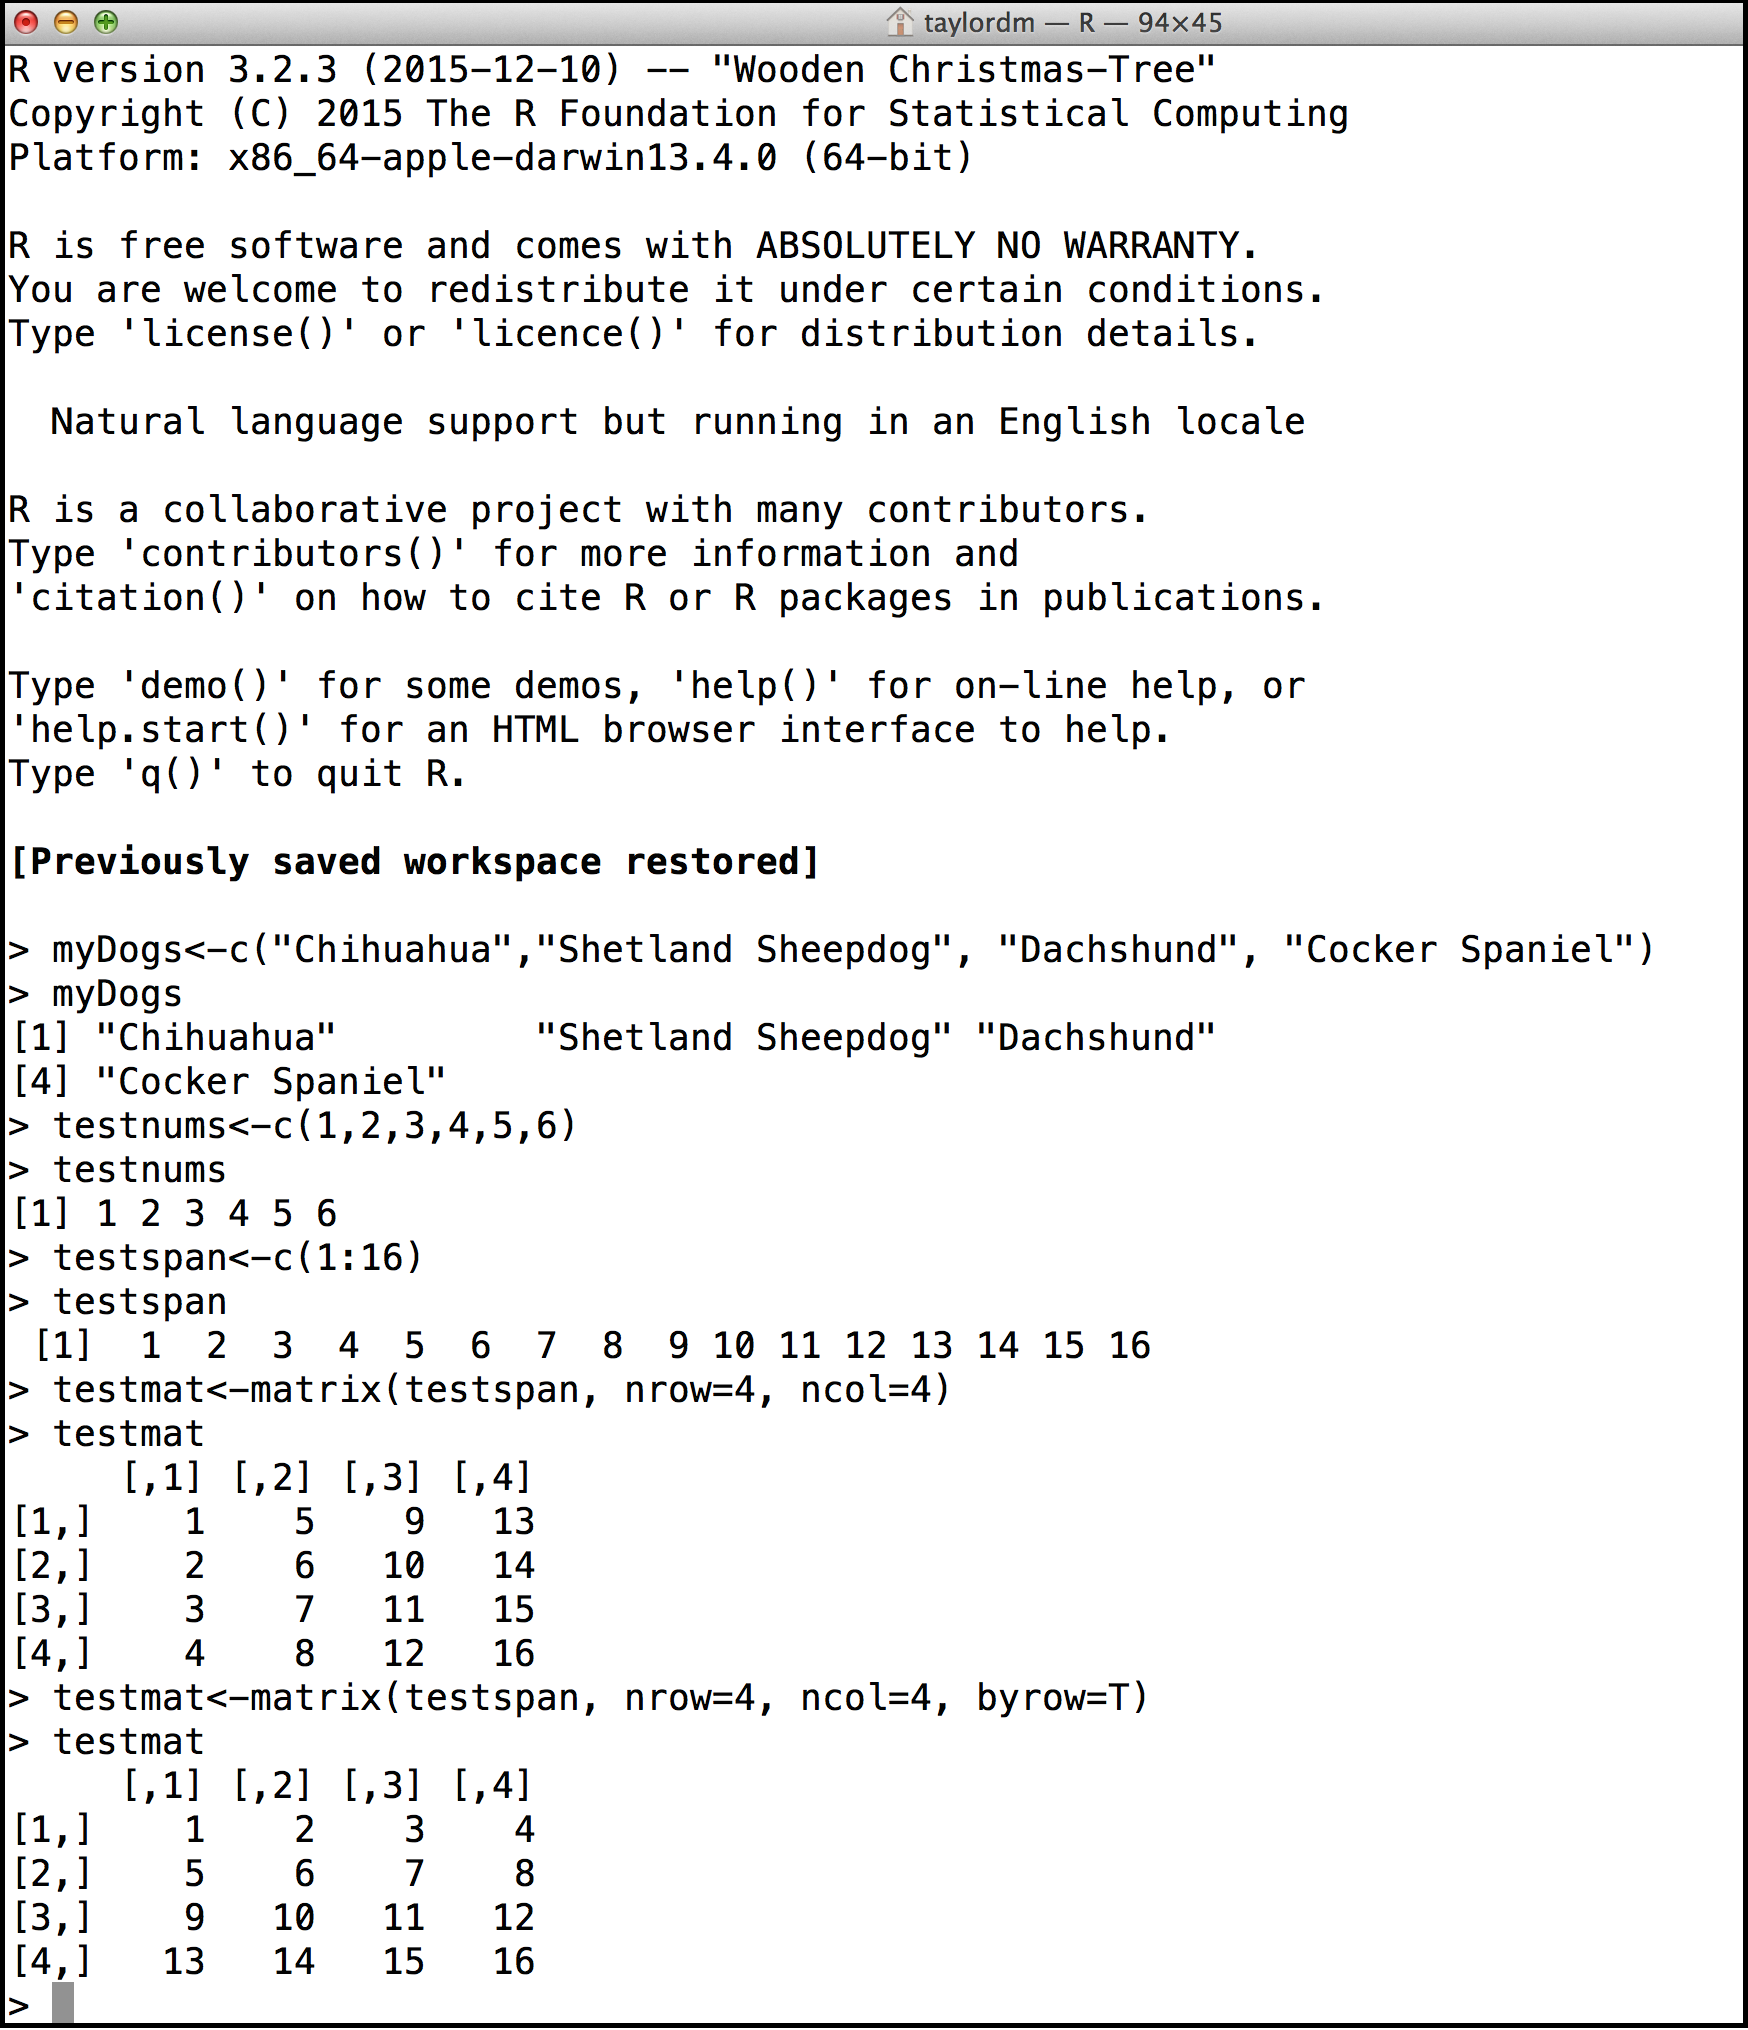 taylordm — R — 94×45
R version 3.2.3 (2015-12-10) -- "Wooden Christmas-Tree"
Copyright (C) 2015 The R Foundation for Statistical Computing
Platform: x86_64-apple-darwin13.4.0 (64-bit)

R is free software and comes with ABSOLUTELY NO WARRANTY.
You are welcome to redistribute it under certain conditions.
Type 'license()' or 'licence()' for distribution details.

  Natural language support but running in an English locale

R is a collaborative project with many contributors.
Type 'contributors()' for more information and
'citation()' on how to cite R or R packages in publications.

Type 'demo()' for some demos, 'help()' for on-line help, or
'help.start()' for an HTML browser interface to help.
Type 'q()' to quit R.

[Previously saved workspace restored]

> myDogs<-c("Chihuahua","Shetland Sheepdog", "Dachshund", "Cocker Spaniel")
> myDogs
[1] "Chihuahua"         "Shetland Sheepdog" "Dachshund"
[4] "Cocker Spaniel"
> testnums<-c(1,2,3,4,5,6)
> testnums
[1] 1 2 3 4 5 6
> testspan<-c(1:16)
> testspan
 [1]  1  2  3  4  5  6  7  8  9 10 11 12 13 14 15 16
> testmat<-matrix(testspan, nrow=4, ncol=4)
> testmat
     [,1] [,2] [,3] [,4]
[1,]    1    5    9   13
[2,]    2    6   10   14
[3,]    3    7   11   15
[4,]    4    8   12   16
> testmat<-matrix(testspan, nrow=4, ncol=4, byrow=T)
> testmat
     [,1] [,2] [,3] [,4]
[1,]    1    2    3    4
[2,]    5    6    7    8
[3,]    9   10   11   12
[4,]   13   14   15   16
>